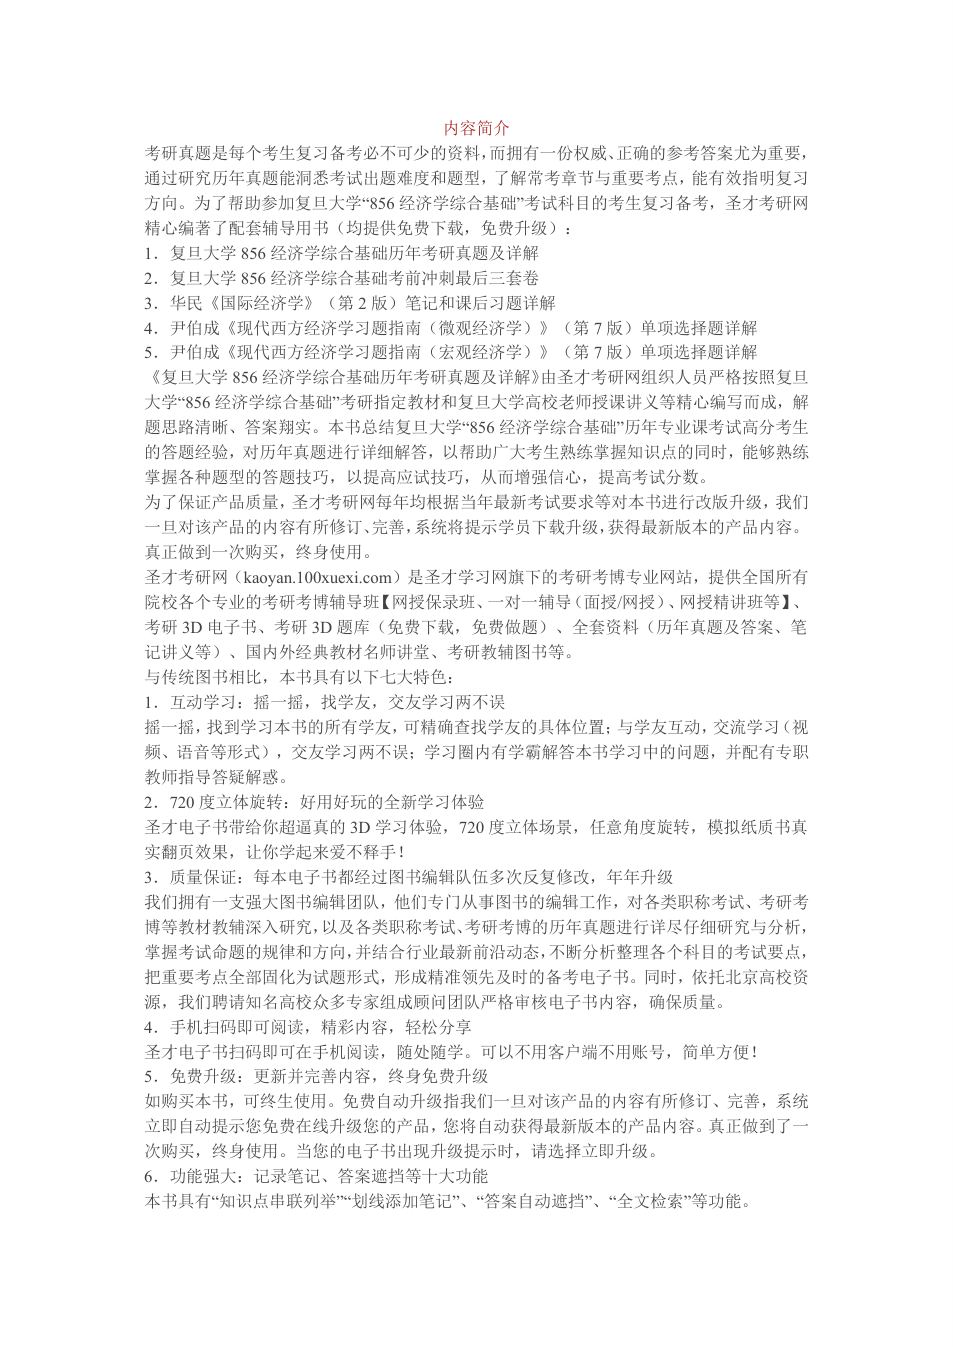 内容简介
考研真题是每个考生复习备考必不可少的资料，而拥有一份权威、正确的参考答案尤为重要，
通过研究历年真题能洞悉考试出题难度和题型，了解常考章节与重要考点，能有效指明复习
方向。为了帮助参加复旦大学“856 经济学综合基础”考试科目的考生复习备考，圣才考研网
精心编著了配套辅导用书（均提供免费下载，免费升级）：
1．复旦大学 856 经济学综合基础历年考研真题及详解
2．复旦大学 856 经济学综合基础考前冲刺最后三套卷
3．华民《国际经济学》（第 2 版）笔记和课后习题详解
4．尹伯成《现代西方经济学习题指南（微观经济学）》（第 7 版）单项选择题详解
5．尹伯成《现代西方经济学习题指南（宏观经济学）》（第 7 版）单项选择题详解
《复旦大学 856 经济学综合基础历年考研真题及详解》由圣才考研网组织人员严格按照复旦
大学“856 经济学综合基础”考研指定教材和复旦大学高校老师授课讲义等精心编写而成，解
题思路清晰、答案翔实。本书总结复旦大学“856 经济学综合基础”历年专业课考试高分考生
的答题经验，对历年真题进行详细解答，以帮助广大考生熟练掌握知识点的同时，能够熟练
掌握各种题型的答题技巧，以提高应试技巧，从而增强信心，提高考试分数。
为了保证产品质量，圣才考研网每年均根据当年最新考试要求等对本书进行改版升级，我们
一旦对该产品的内容有所修订、完善，系统将提示学员下载升级，获得最新版本的产品内容。
真正做到一次购买，终身使用。
圣才考研网（kaoyan.100xuexi.com）是圣才学习网旗下的考研考博专业网站，提供全国所有
院校各个专业的考研考博辅导班【网授保录班、一对一辅导（面授/网授）、网授精讲班等】、
考研 3D 电子书、考研 3D 题库（免费下载，免费做题）、全套资料（历年真题及答案、笔
记讲义等）、国内外经典教材名师讲堂、考研教辅图书等。
与传统图书相比，本书具有以下七大特色：
1．互动学习：摇一摇，找学友，交友学习两不误
摇一摇，找到学习本书的所有学友，可精确查找学友的具体位置；与学友互动，交流学习（视
频、语音等形式），交友学习两不误；学习圈内有学霸解答本书学习中的问题，并配有专职
教师指导答疑解惑。
2．720 度立体旋转：好用好玩的全新学习体验
圣才电子书带给你超逼真的 3D 学习体验，720 度立体场景，任意角度旋转，模拟纸质书真
实翻页效果，让你学起来爱不释手！
3．质量保证：每本电子书都经过图书编辑队伍多次反复修改，年年升级
我们拥有一支强大图书编辑团队，他们专门从事图书的编辑工作，对各类职称考试、考研考
博等教材教辅深入研究，以及各类职称考试、考研考博的历年真题进行详尽仔细研究与分析，
掌握考试命题的规律和方向，并结合行业最新前沿动态，不断分析整理各个科目的考试要点，
把重要考点全部固化为试题形式，形成精准领先及时的备考电子书。同时，依托北京高校资
源，我们聘请知名高校众多专家组成顾问团队严格审核电子书内容，确保质量。
4．手机扫码即可阅读，精彩内容，轻松分享
圣才电子书扫码即可在手机阅读，随处随学。可以不用客户端不用账号，简单方便！
5．免费升级：更新并完善内容，终身免费升级
如购买本书，可终生使用。免费自动升级指我们一旦对该产品的内容有所修订、完善，系统
立即自动提示您免费在线升级您的产品，您将自动获得最新版本的产品内容。真正做到了一
次购买，终身使用。当您的电子书出现升级提示时，请选择立即升级。
6．功能强大：记录笔记、答案遮挡等十大功能
本书具有“知识点串联列举”“划线添加笔记”、“答案自动遮挡”、“全文检索”等功能。